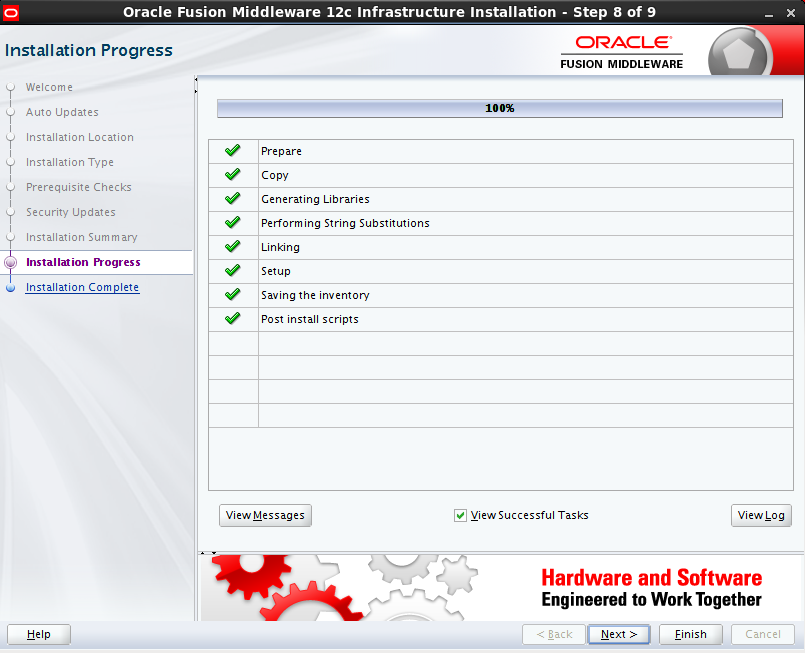 Oracle Fusion Middleware 12c Infrastructure Installation - Step 8 of 9
Installation Progress
ORACLE
FUSION MIDDLEWARE
Welcome
Auto Updates
Installation Location
Installation Type
Prerequisite Checks
Security Updates
Installation Summary
Installation Progress
Installation Complete
100%
Prepare
Copy
Generating Libraries
Performing String Substitutions
Linking
Setup
Saving the inventory
Post install scripts
View Messages
View Successful Tasks
View Log
Hardware and Software
Engineered to Work Together
Help
< Back
Next >
Finish
Cancel